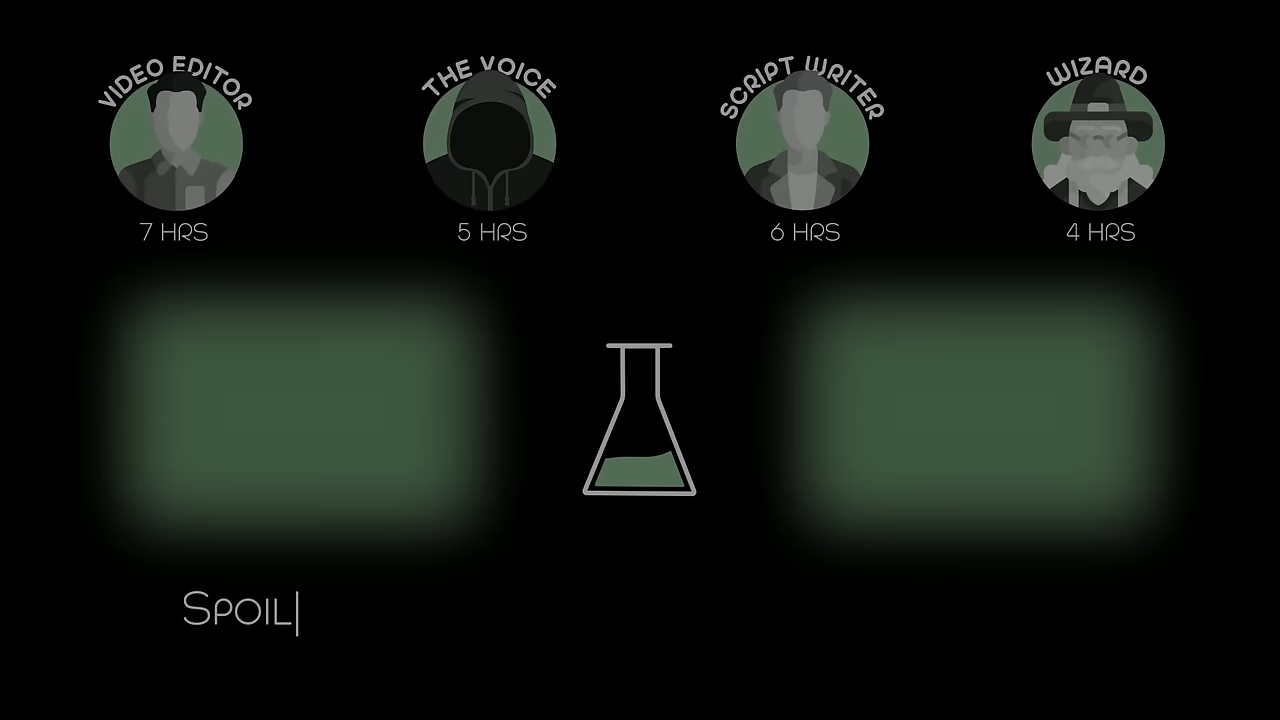 VIDEO EDITOR
THE VOICE
SCRIPT WRITER
WIZARD
7 HRS
5 HRS
6 HRS
4 HRS
SPOIL